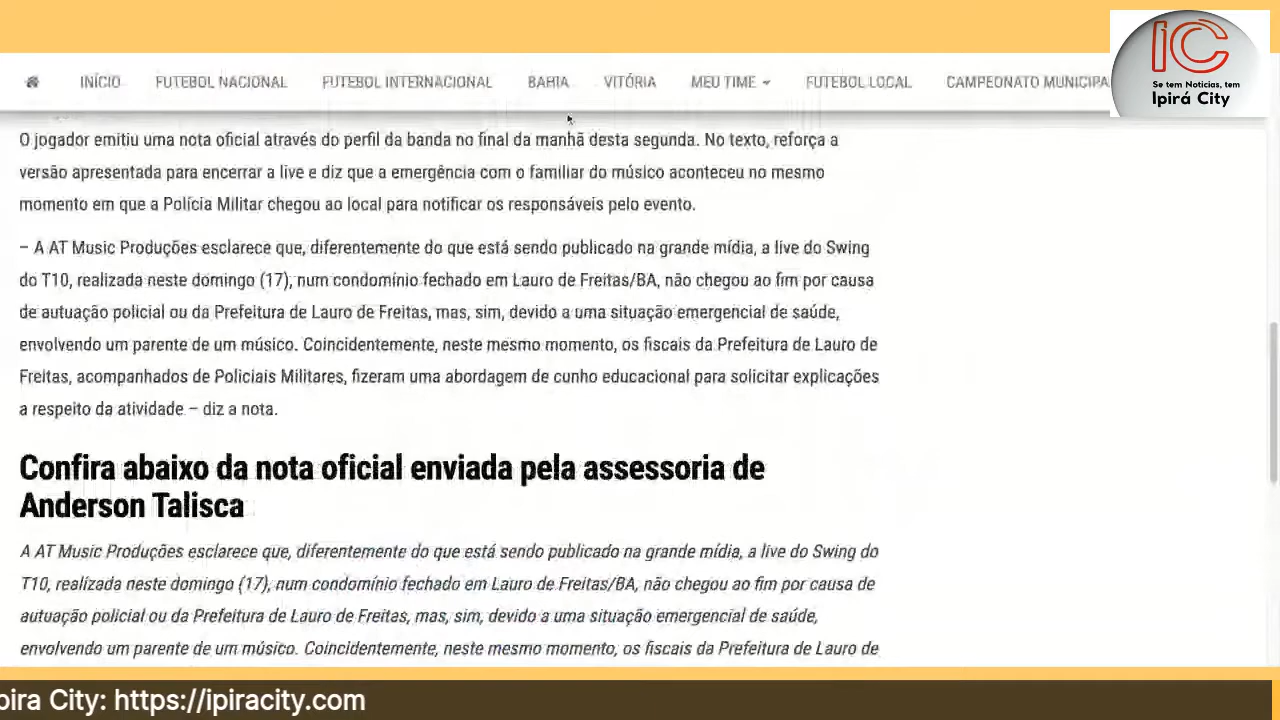 INÍCIO FUTEBOL NACIONAL FUTEBOL INTERNACIONAL BAHIA VITÓRIA MEU TIME FUTEBOL LOCAL CAMPEONATO MUNICIPA
IC
Se tem Notícias, tem
Ipirá City
O jogador emitiu uma nota oficial através do perfil da banda no final da manhã desta segunda. No texto, reforça a
versão apresentada para encerrar a live e diz que a emergência com o familiar do músico aconteceu no mesmo
momento em que a Polícia Militar chegou ao local para notificar os responsáveis pelo evento.
– A AT Music Produções esclarece que, diferentemente do que está sendo publicado na grande mídia, a live do Swing
do T10, realizada neste domingo (17), num condomínio fechado em Lauro de Freitas/BA, não chegou ao fim por causa
de autuação policial ou da Prefeitura de Lauro de Freitas, mas, sim, devido a uma situação emergencial de saúde,
envolvendo um parente de um músico. Coincidentemente, neste mesmo momento, os fiscais da Prefeitura de Lauro de
Freitas, acompanhados de Policiais Militares, fizeram uma abordagem de cunho educacional para solicitar explicações
a respeito da atividade – diz a nota.
Confira abaixo da nota oficial enviada pela assessoria de
Anderson Talisca
A AT Music Produções esclarece que, diferentemente do que está sendo publicado na grande mídia, a live do Swing do
T10, realizada neste domingo (17), num condomínio fechado em Lauro de Freitas/BA, não chegou ao fim por causa de
autuação policial ou da Prefeitura de Lauro de Freitas, mas, sim, devido a uma situação emergencial de saúde,
envolvendo um parente de um músico. Coincidentemente, neste mesmo momento, os fiscais da Prefeitura de Lauro de
pira City: https://ipiracity.com